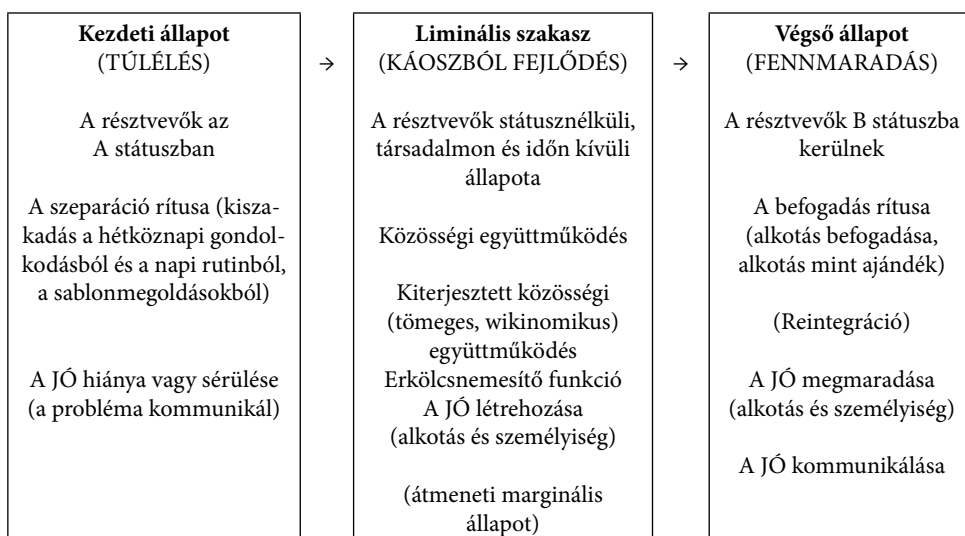 Kezdeti állapot
(TÚLÉLÉS)
A résztvevők az
A státuszban
A szeparáció rítusa (kisza-
kadás a hétköznapi gondol-
kodásból és a napi rutinból,
a sablonmegoldásokból)
A JÓ hiánya vagy sérülése
(a probléma kommunikál)
→
Liminális szakasz
(KÁOSZBÓL FEJLŐDÉS)
A résztvevők státusznélküli,
társadalmon és időn kívüli
állapota
Közösségi együttműködés
Kiterjesztett közösségi
(tömeges, wikinomikus)
együttműködés
Erkölcsnemesítő funkció
A JÓ létrehozása
(alkotás és személyiség)
(átmeneti marginális
állapot)
→
Végső állapot
(FENNMARADÁS)
A résztvevők B státuszba
kerülnek
A befogadás rítusa
(alkotás befogadása,
alkotás mint ajándék)
(Reintegráció)
A JÓ megmaradása
(alkotás és személyiség)
A JÓ kommunikálása